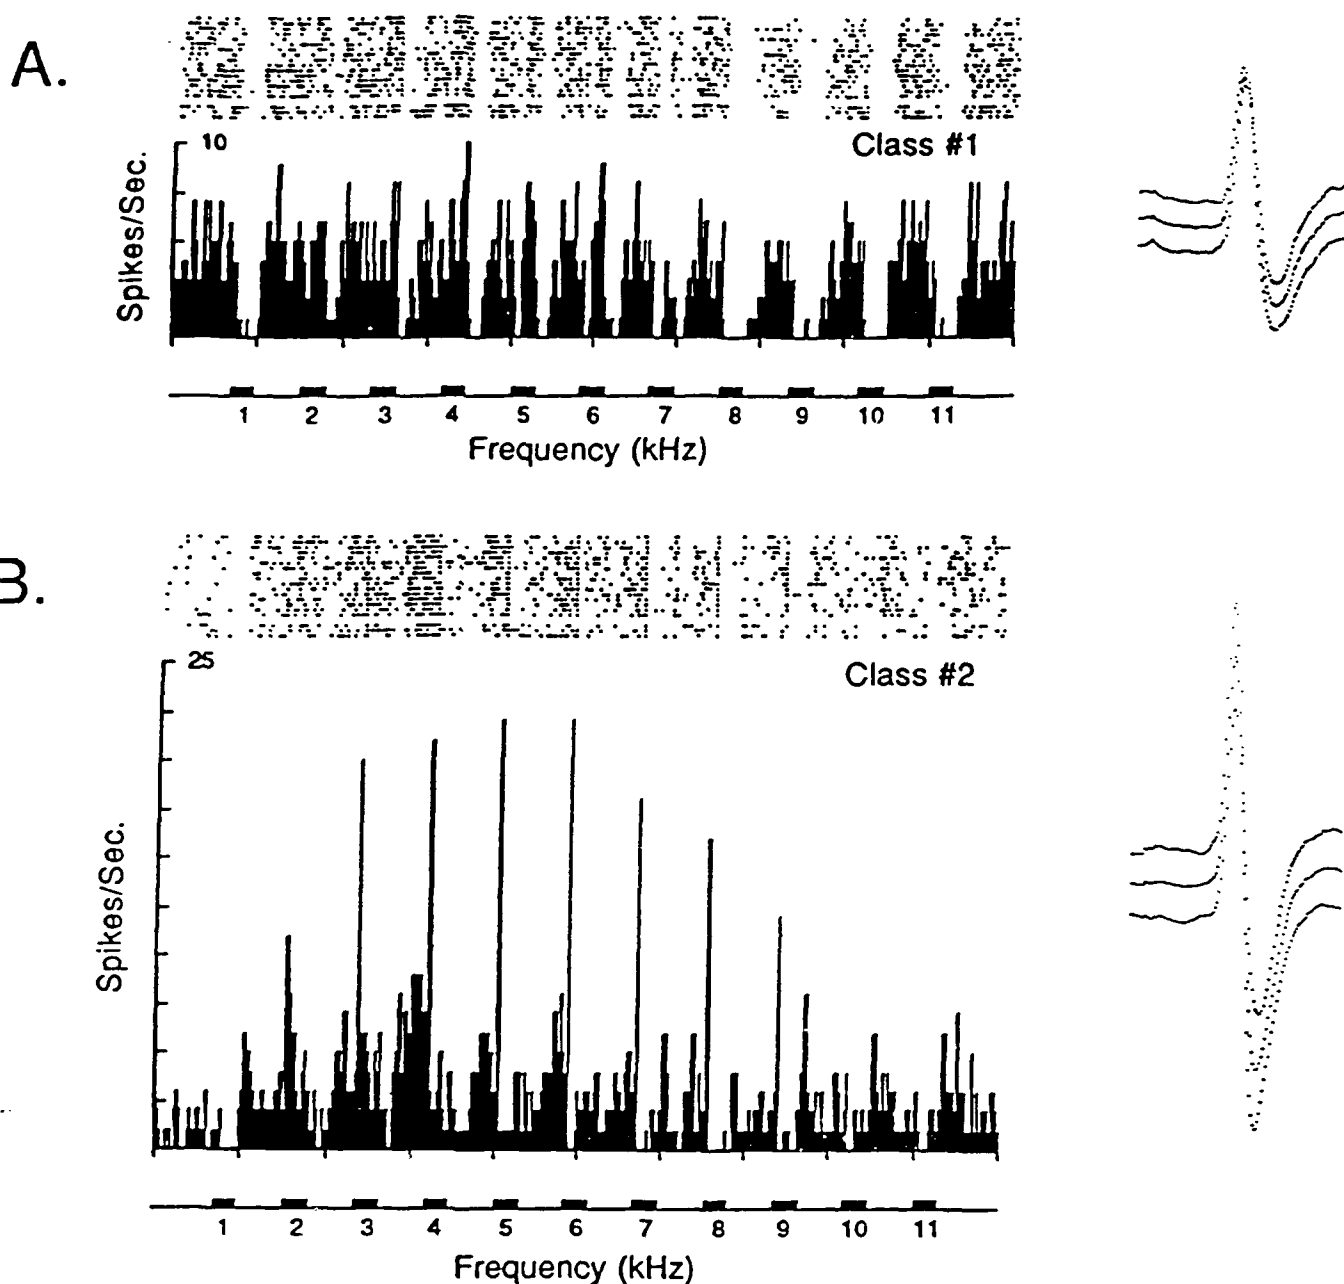 A.
10
Class #1
Spikes/Sec.
1 2 3 4 5 6 7 8 9 10 11
Frequency (kHz)
B.
25
Class #2
Spikes/Sec.
1 2 3 4 5 6 7 8 9 10 11
Frequency (kHz)